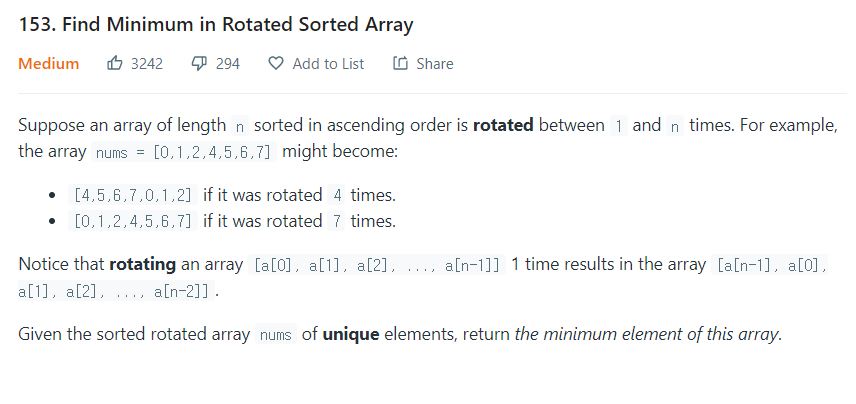 153. Find Minimum in Rotated Sorted Array
Medium 3242 294 Add to List Share
Suppose an array of length n sorted in ascending order is rotated between 1 and n times. For example,
the array nums = [0,1,2,4,5,6,7] might become:
• [4,5,6,7,0,1,2] if it was rotated 4 times.
• [0,1,2,4,5,6,7] if it was rotated 7 times.
Notice that rotating an array [a[0], a[1], a[2], ..., a[n-1]] 1 time results in the array [a[n-1], a[0],
a[1], a[2], ..., a[n-2]] .
Given the sorted rotated array nums of unique elements, return the minimum element of this array.